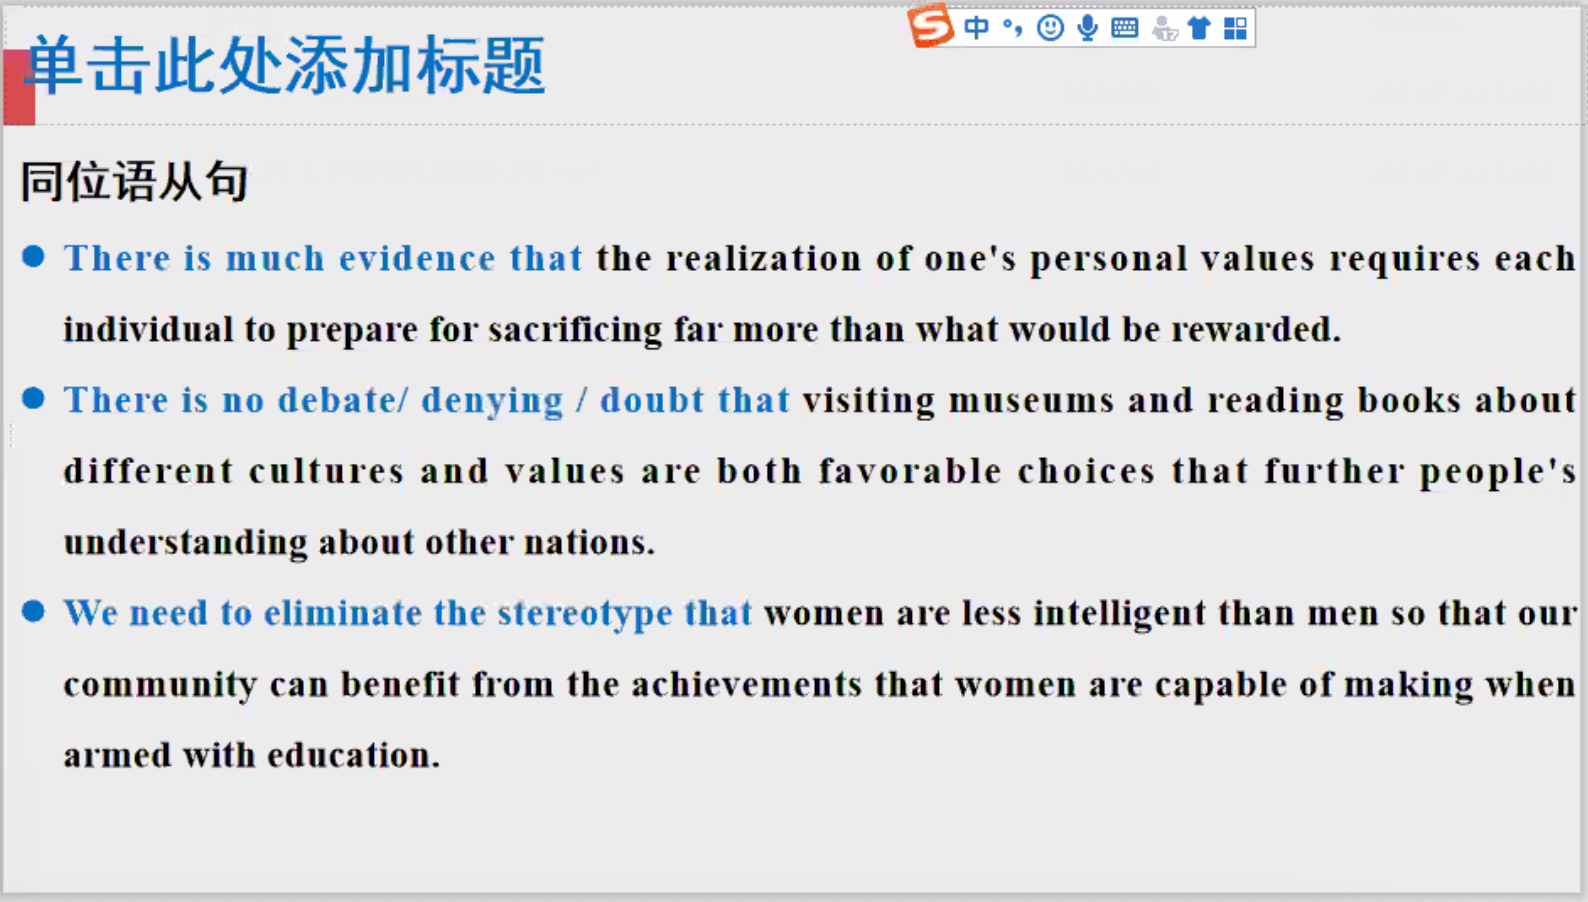 中
单击此处添加标题
同位语从句
There is much evidence that the realization of one's personal values requires each
individual to prepare for sacrificing far more than what would be rewarded.
There is no debate/ denying / doubt that visiting museums and reading books about
different cultures and values are both favorable choices that further people's
understanding about other nations.
We need to eliminate the stereotype that women are less intelligent than men so that our
community can benefit from the achievements that women are capable of making when
armed with education.